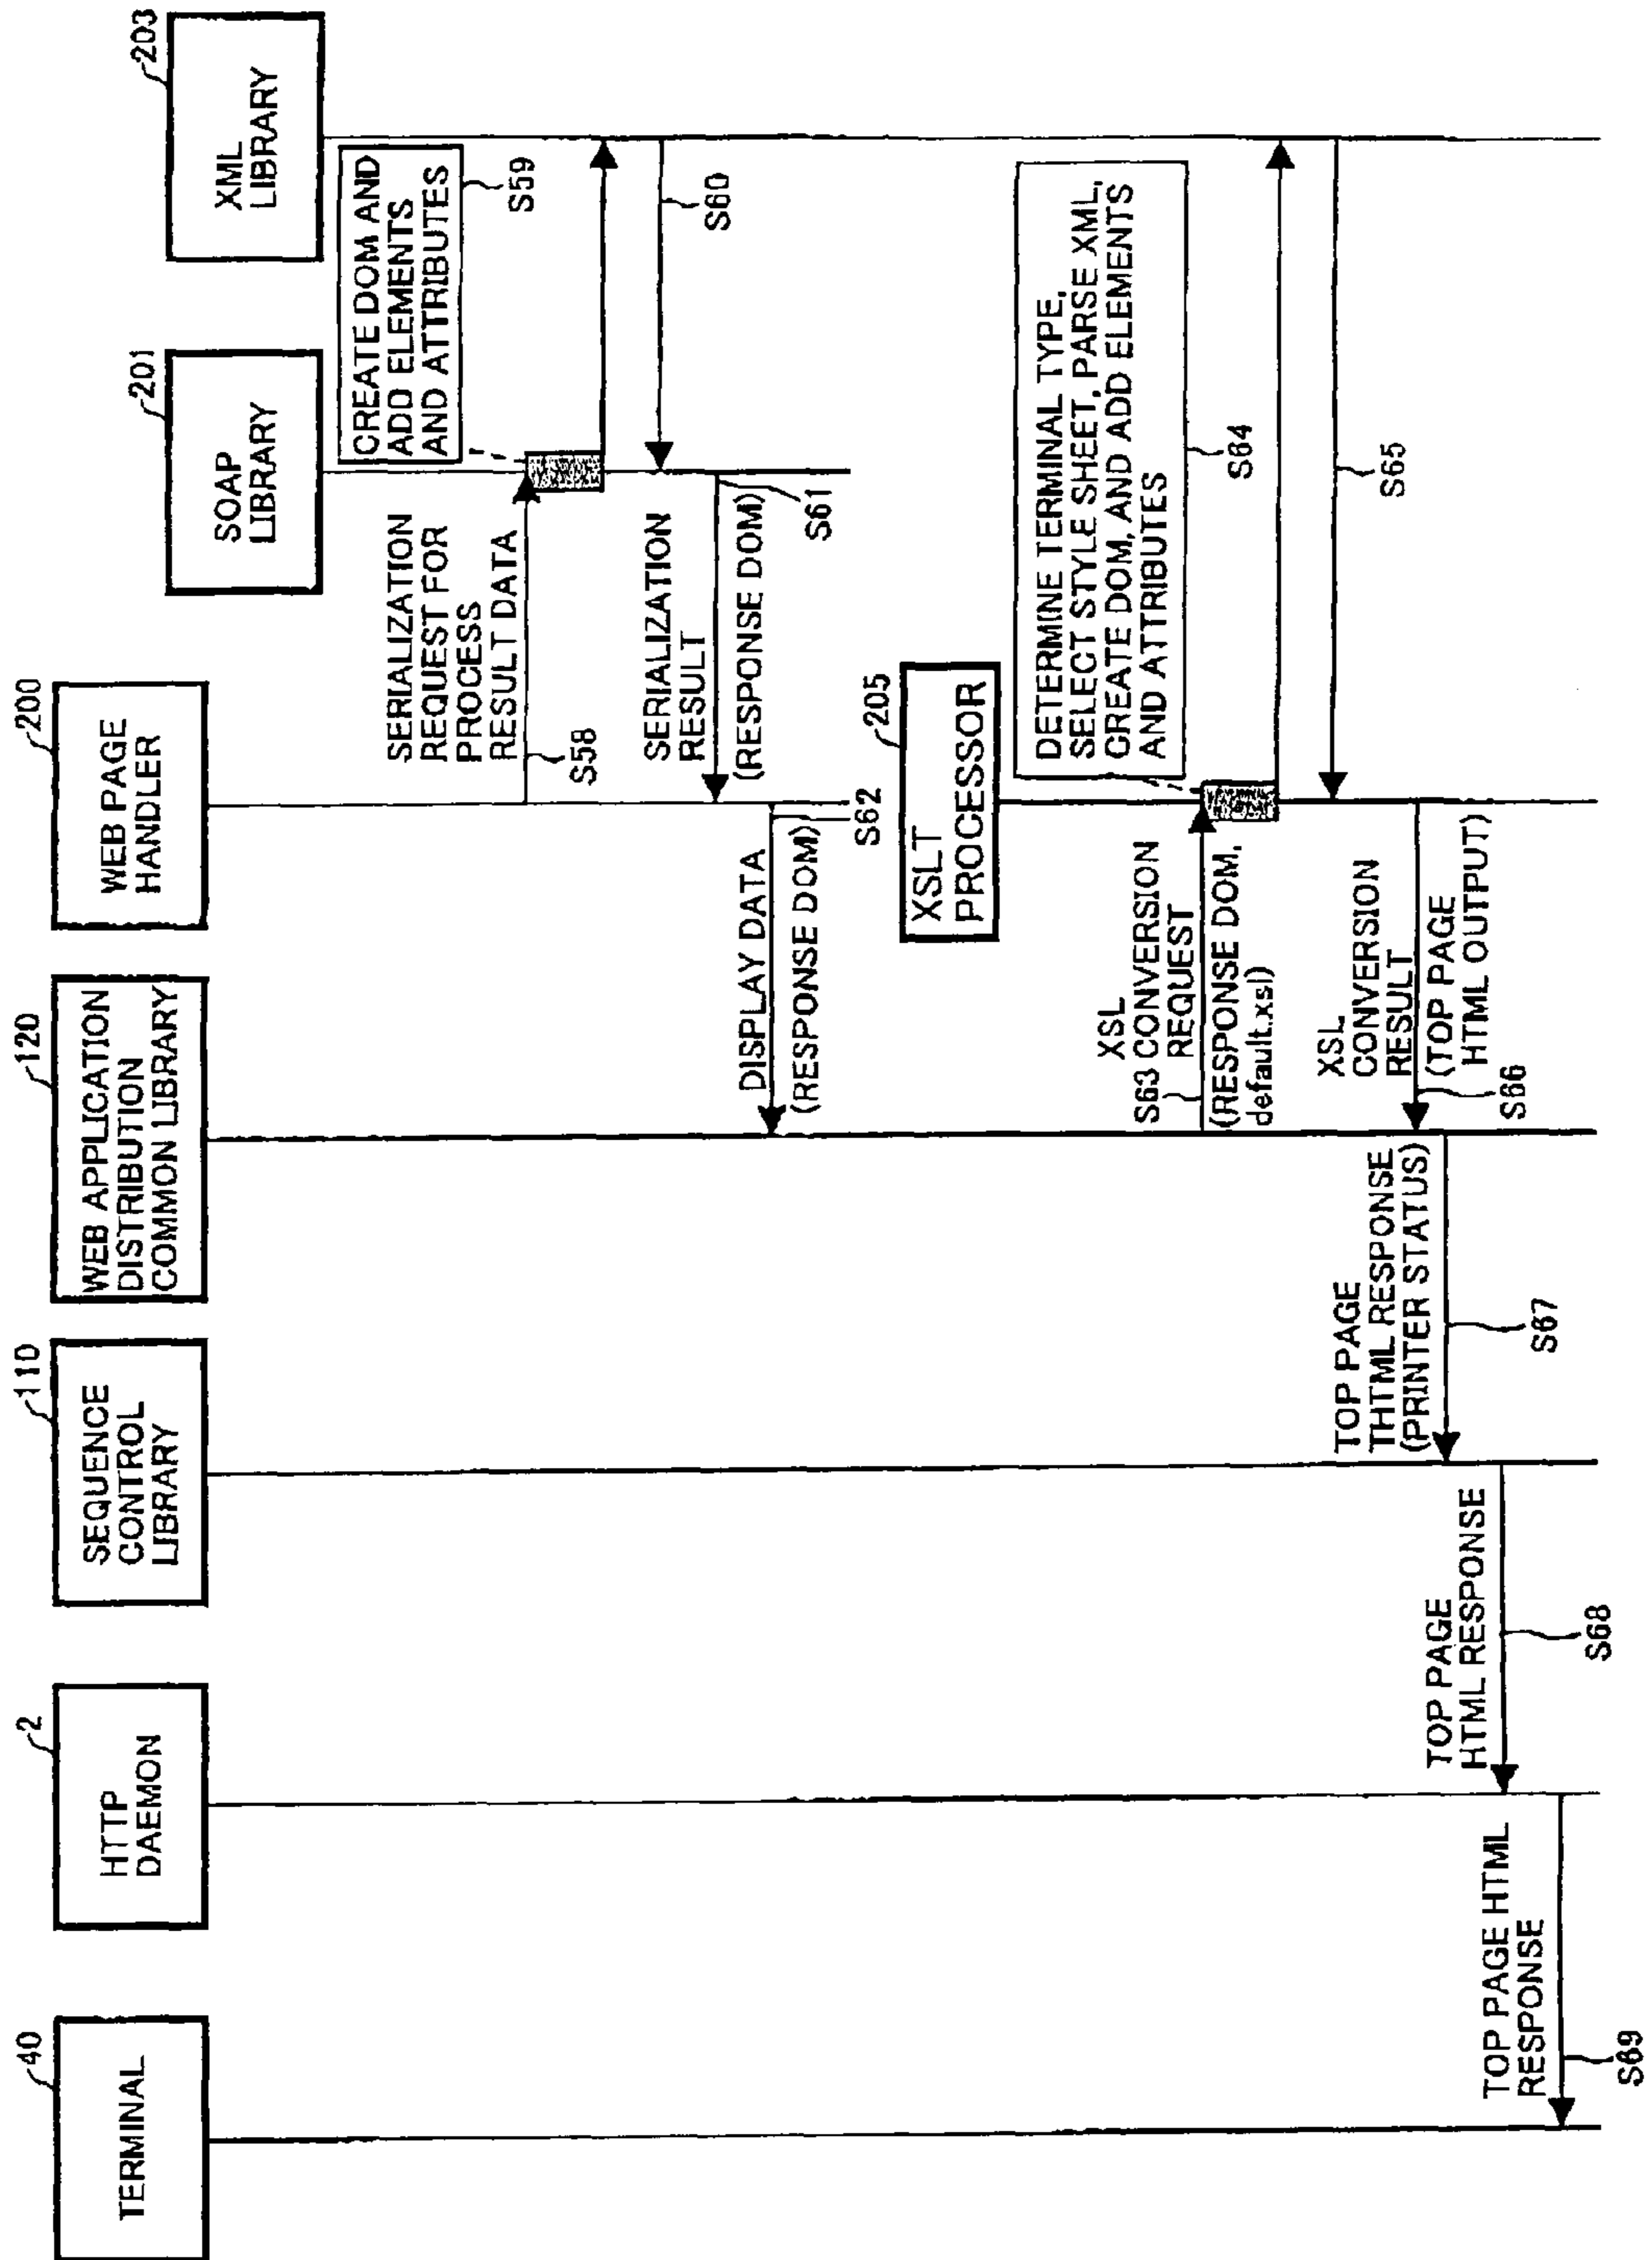 40
TERMINAL
2
HTTP
DAEMON
110
SEQUENCE
CONTROL
LIBRARY
120
WEB APPLICATION
DISTRIBUTION
COMMON LIBRARY
200
WEB PAGE
HANDLER
201
SOAP
LIBRARY
203
XML
LIBRARY
CREATE DOM AND
ADD ELEMENTS
AND ATTRIBUTES
S59
SERIALIZATION
REQUEST FOR
PROCESS
RESULT DATA
S58
S60
SERIALIZATION
RESULT
(RESPONSE DOM)
S61
DISPLAY DATA
(RESPONSE DOM)
S62
205
XSLT
PROCESSOR
DETERMINE TERMINAL TYPE,
SELECT STYLE SHEET, PARSE XML,
CREATE DOM, AND ADD ELEMENTS
AND ATTRIBUTES
S64
XSL
S63 CONVERSION
REQUEST
(RESPONSE DOM,
default.xsl)
S65
XSL
CONVERSION
RESULT
(TOP PAGE
HTML OUTPUT)
S66
TOP PAGE
THTML RESPONSE
(PRINTER STATUS)
S67
TOP PAGE
HTML RESPONSE
S68
TOP PAGE HTML
RESPONSE
S69